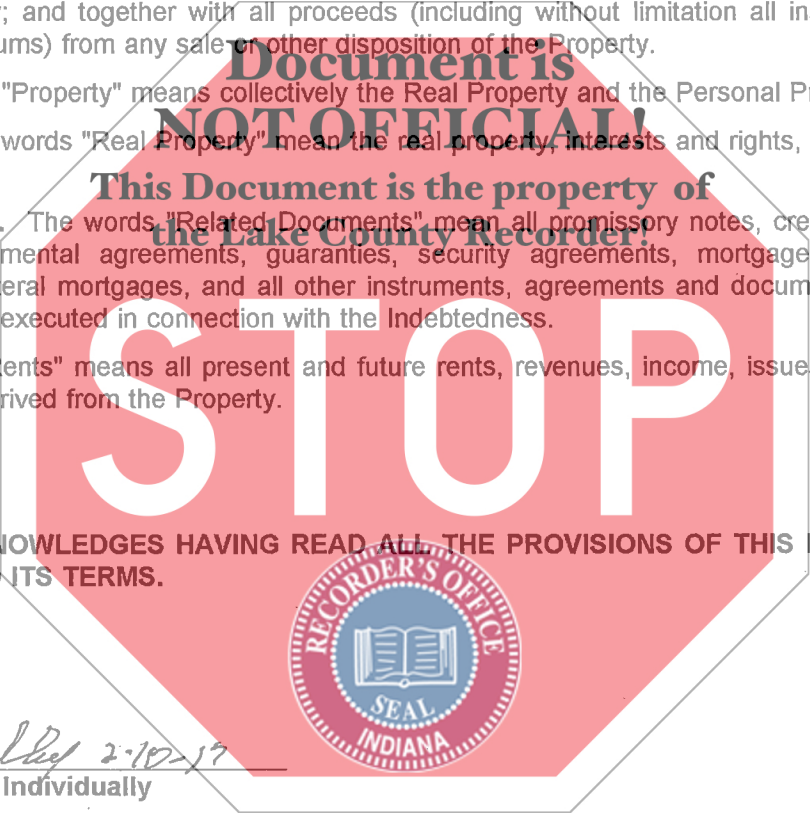 ; and together with all proceeds (including without limitation all in
ums) from any sale or other disposition of the Property.
Document is
"Property" means collectively the Real Property and the Personal P
NOT OFFICIAL!
words "Real Property" mean the real property, interests and rights,
This Document is the property of
. The words "Related Documents" mean all promissory notes, cre
the Lake County Recorder!
mental agreements, guaranties, security agreements, mortgage
eral mortgages, and all other instruments, agreements and docum
executed in connection with the Indebtedness.
ents" means all present and future rents, revenues, income, issue
rived from the Property.
STOP
NOWLEDGES HAVING READ ALL THE PROVISIONS OF THIS
ITS TERMS.
RECORDER'S OFFICE
SEAL
INDIANA
2-10-17
Individually